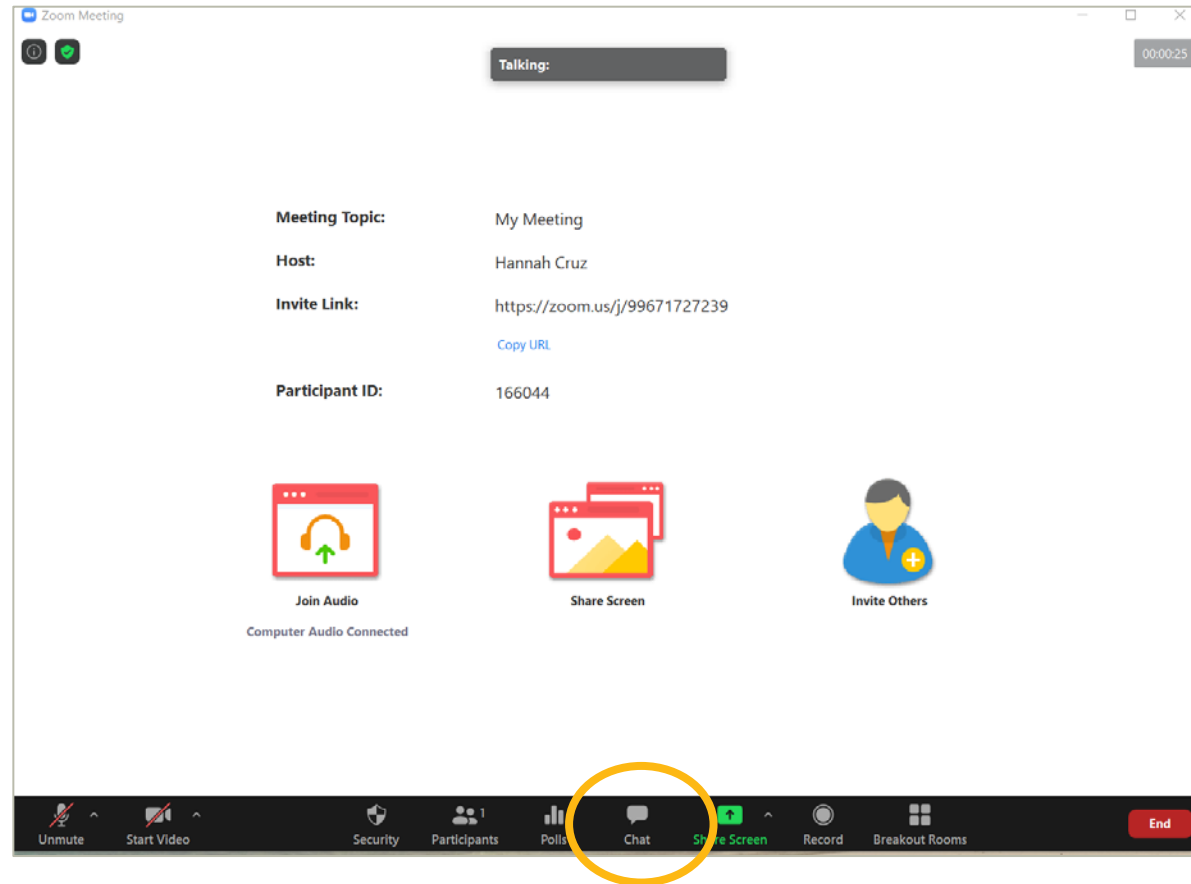 Zoom Meeting
Talking:
00:00:25
Meeting Topic: My Meeting
Host: Hannah Cruz
Invite Link: https://zoom.us/j/99671727239
Copy URL
Participant ID: 166044
Join Audio Share Screen Invite Others
Computer Audio Connected
1
Unmute Start Video Security Participants Polls Chat Share Screen Record Breakout Rooms End